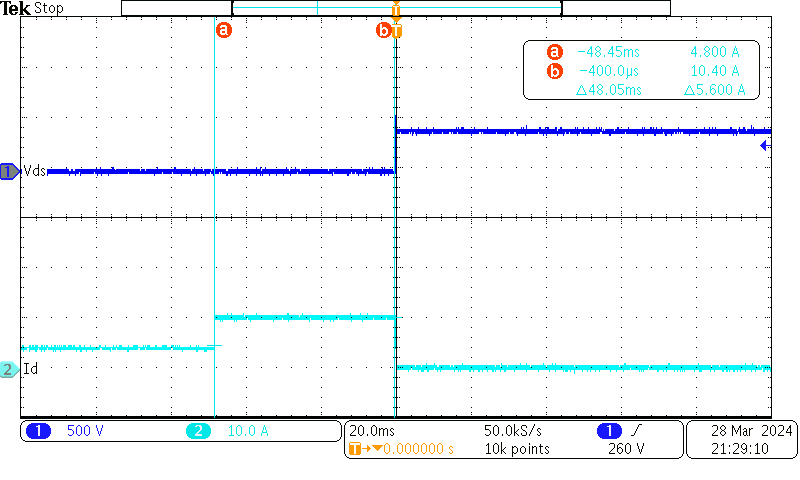 Tek Stop
T
a b T
a -48.45ms 4.800 A
b -400.0µs 10.40 A
Δ48.05ms Δ5.600 A
1 Vds
2 Id
1 500 V 2 10.0 A
20.0ms 50.0kS/s 1
T→▼0.000000 s 10k points 260 V
28 Mar 2024
21:29:10